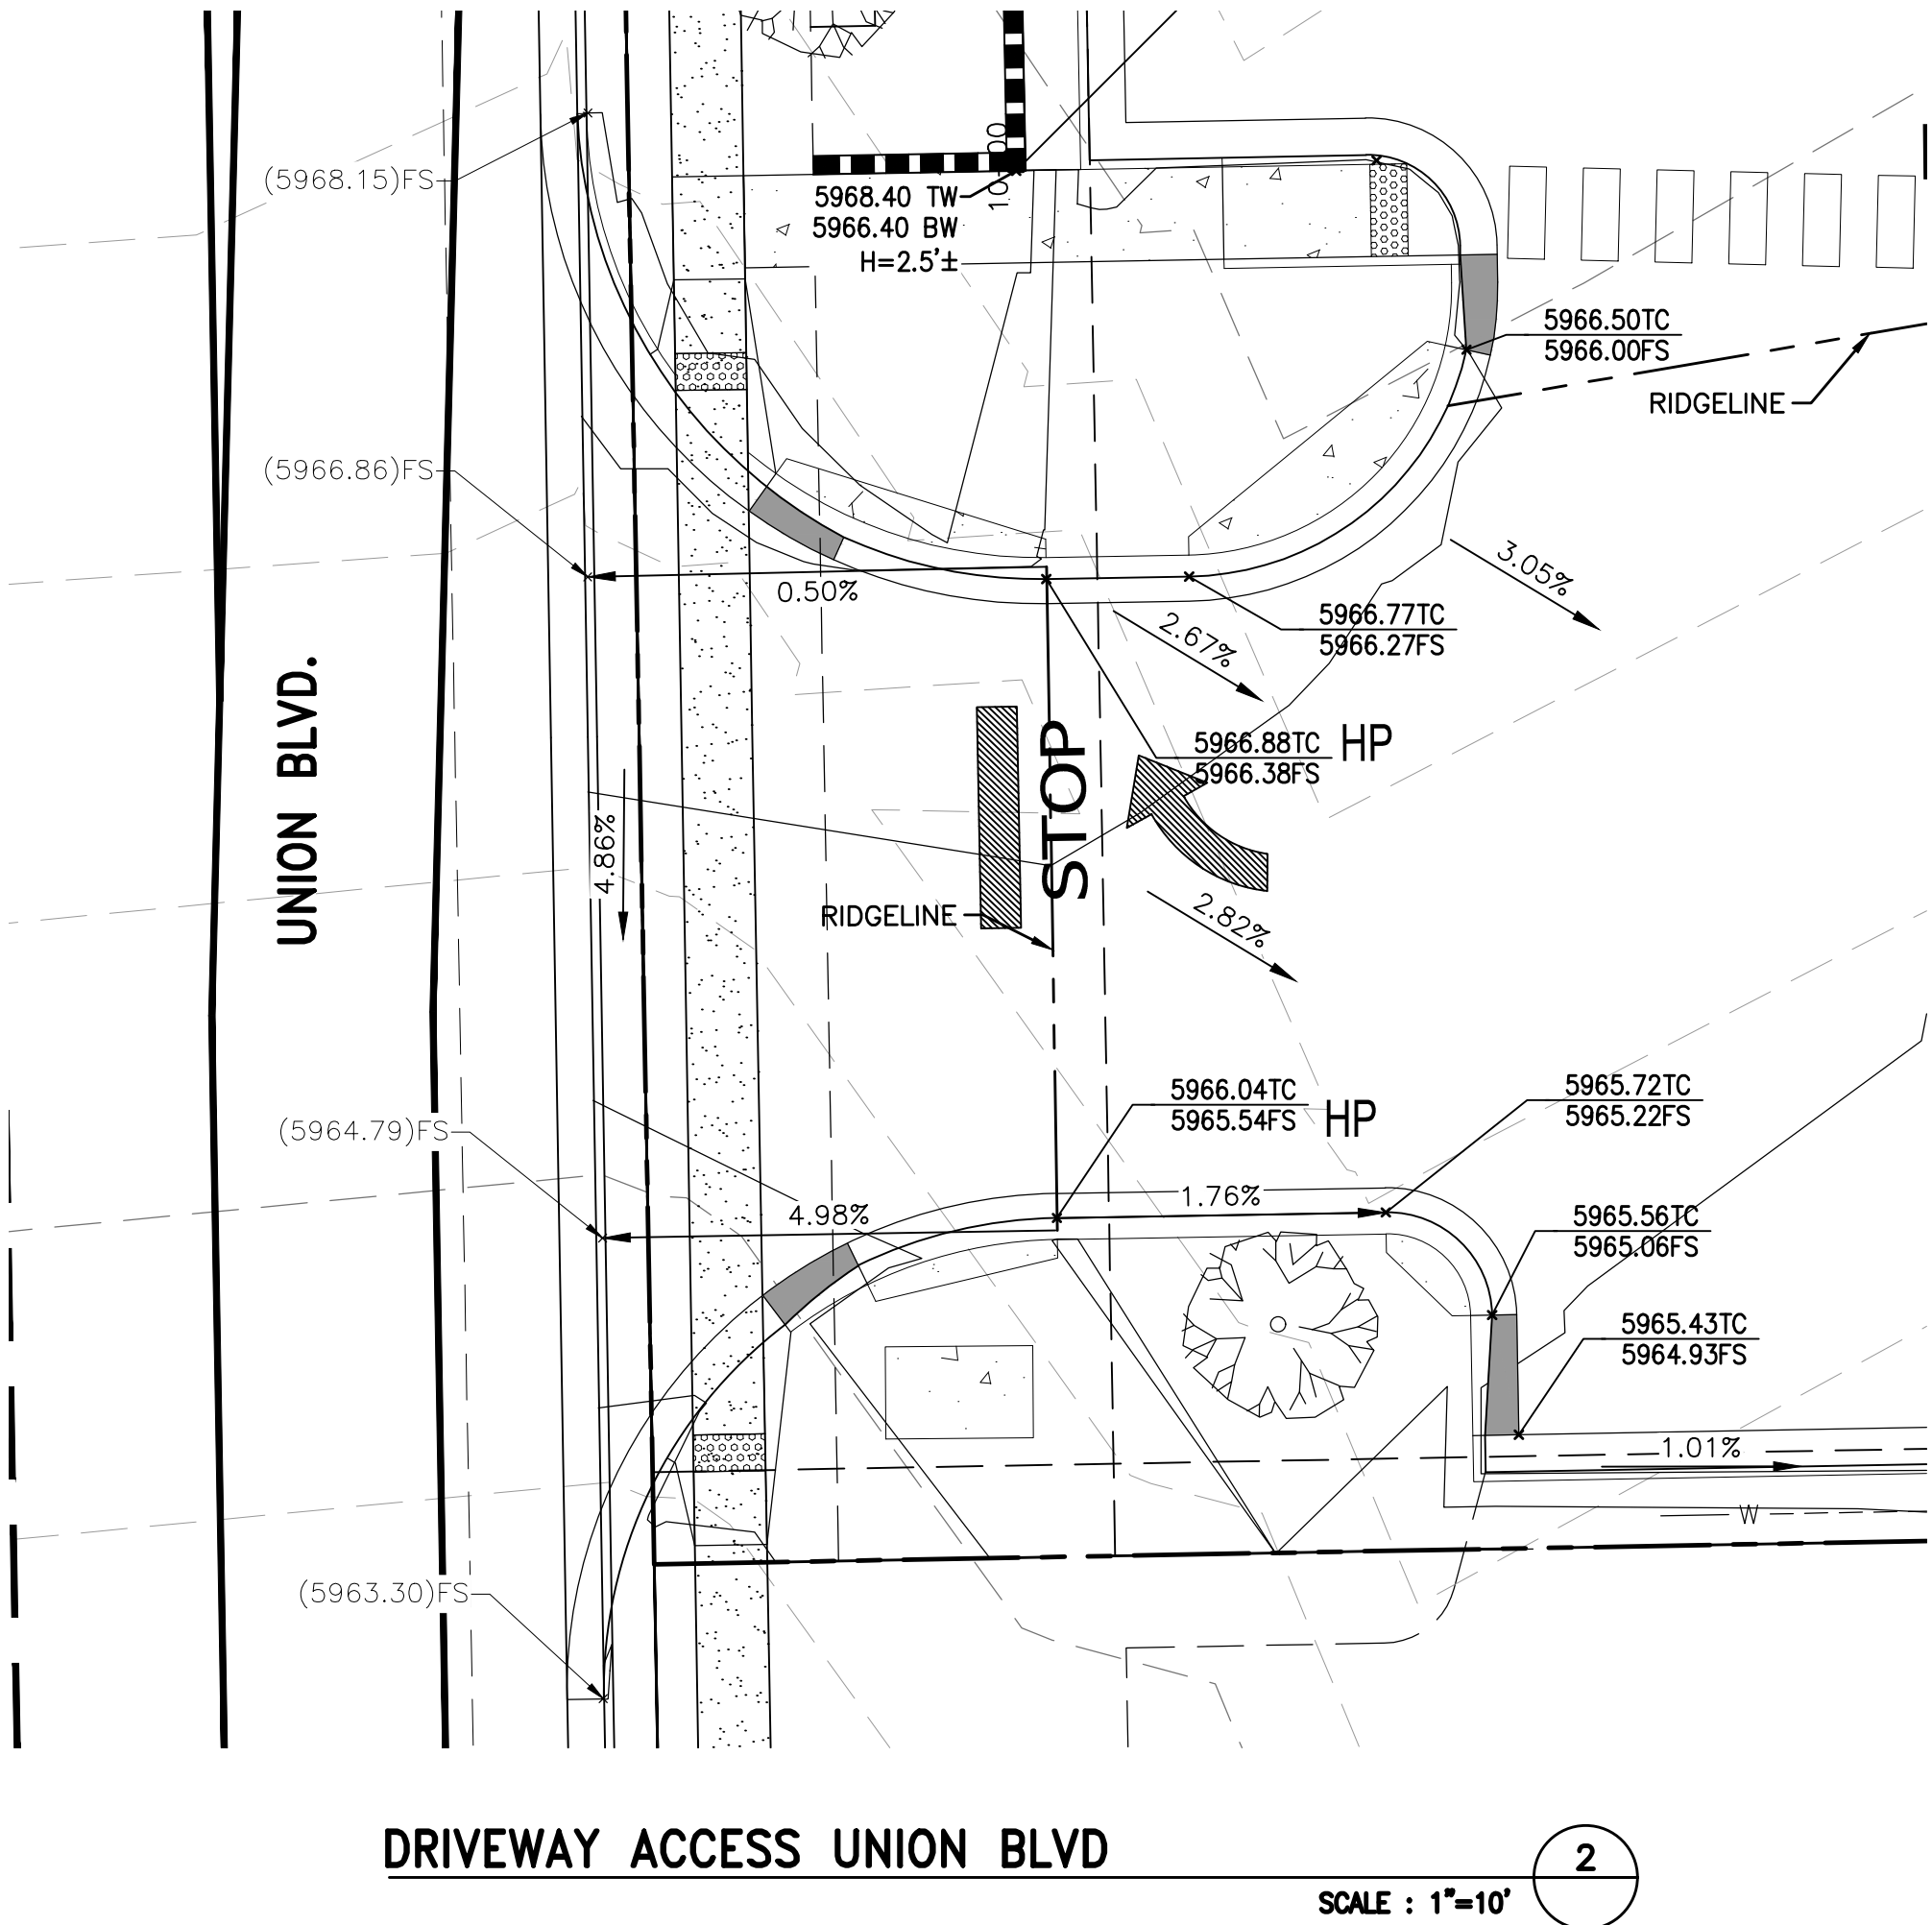 (5968.15)FS
10
00
5968.40 TW
5966.40 BW
H=2.5'±
5966.50TC
5966.00FS
RIDGELINE
(5966.86)FS
0.50%
3.05%
2.67%
5966.77TC
5966.27FS
UNION BLVD.
STOP
5966.88TC
5966.38FS
HP
4.86%
RIDGELINE
2.82%
(5964.79)FS
5966.04TC
5965.54FS
HP
5965.72TC
5965.22FS
4.98%
1.76%
5965.56TC
5965.06FS
5965.43TC
5964.93FS
1.01%
W
(5963.30)FS
DRIVEWAY ACCESS UNION BLVD
2
SCALE : 1"=10'